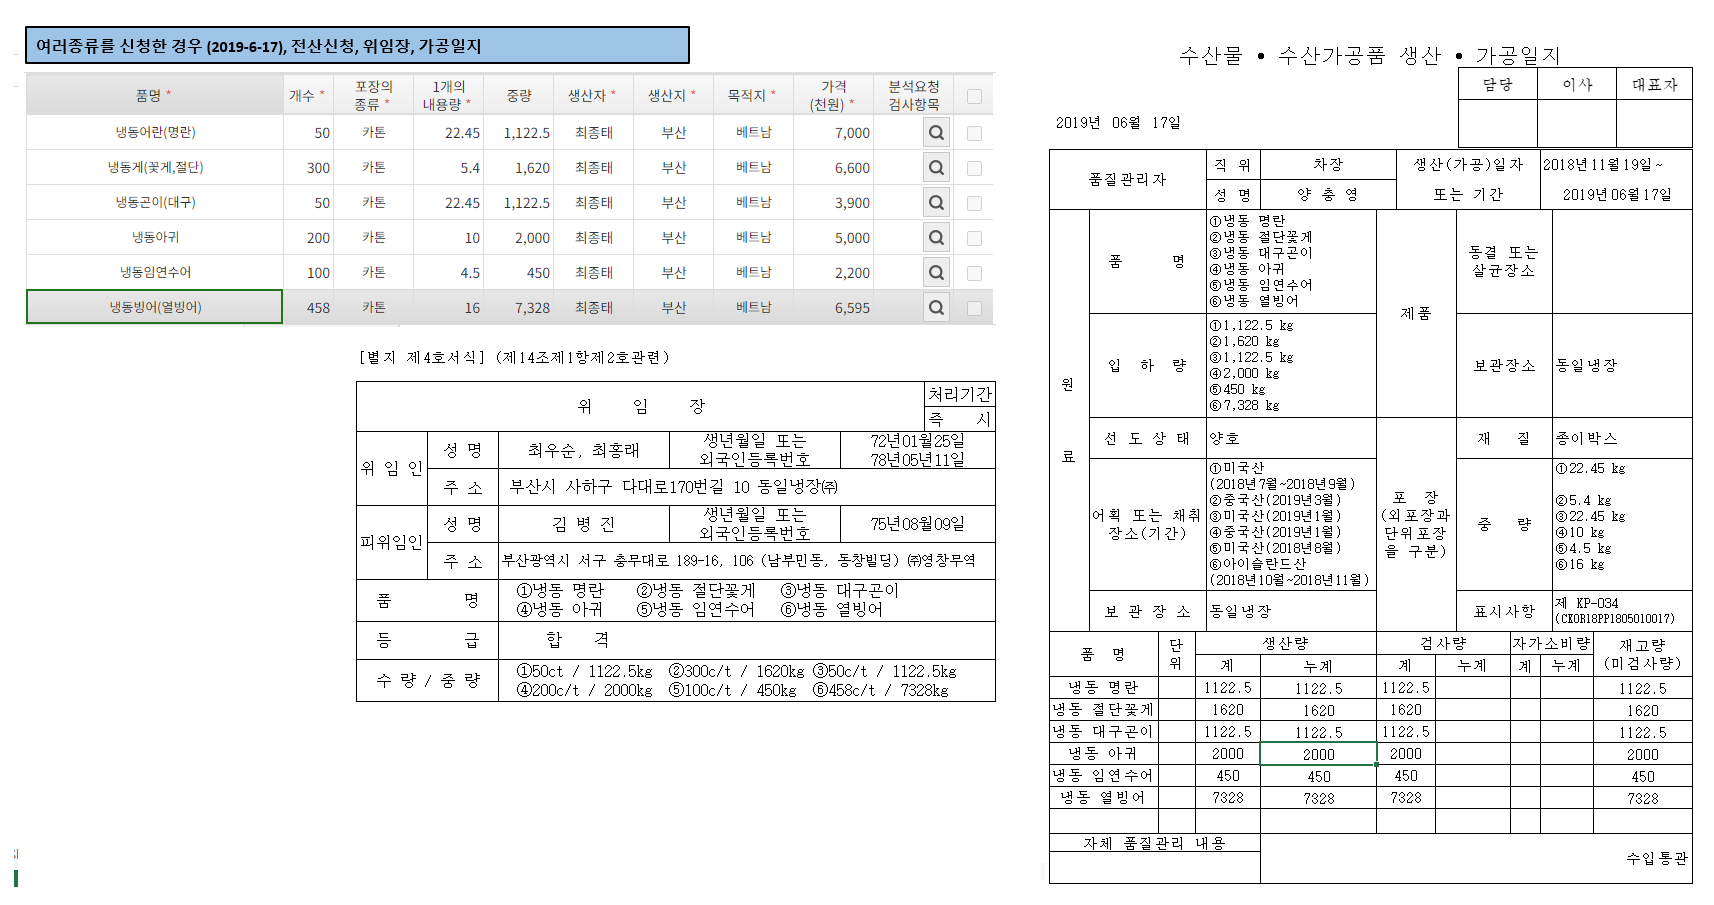 여러종류를 신청한 경우 (2019-6-17), 전산신청, 위임장, 가공일지
품명 * 개수 * 포장의 종류 * 1개의 내용량 * 중량 생산자 * 생산지 * 목적지 * 가격 (천원) * 분석요청 검사항목
냉동어란(명란) 50 카톤 22.45 1,122.5 최종태 부산 베트남 7,000
냉동게(꽃게,절단) 300 카톤 5.4 1,620 최종태 부산 베트남 6,600
냉동곤이(대구) 50 카톤 22.45 1,122.5 최종태 부산 베트남 3,900
냉동아귀 200 카톤 10 2,000 최종태 부산 베트남 5,000
냉동임연수어 100 카톤 4.5 450 최종태 부산 베트남 2,200
냉동빙어(열빙어) 458 카톤 16 7,328 최종태 부산 베트남 6,595
[별지 제4호서식] (제14조제1항제2호관련)
위 임 장
처리기간
즉 시
위 임 인
성 명 최우순, 최홍래 생년월일 또는 외국인등록번호 72년01월25일 78년05년11일
주 소 부산시 사하구 다대로170번길 10 동일냉장㈜
피위임인
성 명 김 병 진 생년월일 또는 외국인등록번호 75년08월09일
주 소 부산광역시 서구 충무대로 189-16, 106 (남부민동, 동창빌딩) ㈜영창무역
품 명 ①냉동 명란 ②냉동 절단꽃게 ③냉동 대구곤이
④냉동 아귀 ⑤냉동 임연수어 ⑥냉동 열빙어
등 급 합 격
수 량 / 중 량 ①50ct / 1122.5kg ②300c/t / 1620kg ③50c/t / 1122.5kg
④200c/t / 2000kg ⑤100c/t / 450kg ⑥458c/t / 7328kg
수산물 • 수산가공품 생산 • 가공일지
담당 이사 대표자
2019년 06월 17일
품질관리자
직 위 차장
성 명 양 충 영
생산(가공)일자 또는 기간
2018년11월19일~
2019년06월17일
원 료
품 명
①냉동 명란
②냉동 절단꽃게
③냉동 대구곤이
④냉동 아귀
⑤냉동 임연수어
⑥냉동 열빙어
제품
동결 또는 살균장소
입 하 량
①1,122.5 kg
②1,620 kg
③1,122.5 kg
④2,000 kg
⑤450 kg
⑥7,328 kg
보관장소 동일냉장
선 도 상 태 양호
재 질 종이박스
어획 또는 채취 장소(기간)
①미국산
(2018년7월~2018년9월)
②중국산(2019년3월)
③미국산(2019년1월)
④중국산(2019년1월)
⑤미국산(2018년8월)
⑥아이슬란드산
(2018년10월~2018년11월)
포 장
(외포장과
단위포장
을 구분)
중 량
①22.45 kg
②5.4 kg
③22.45 kg
④10 kg
⑤4.5 kg
⑥16 kg
보 관 장 소 동일냉장
표시사항
제 KP-034
(CKOR18PP1805010017)
품 명 단 위 생산량 검사량 자가소비량 재고량 (미검사량)
계 누계 계 누계 계 누계
냉동 명란 1122.5 1122.5 1122.5 1122.5
냉동 절단꽃게 1620 1620 1620 1620
냉동 대구곤이 1122.5 1122.5 1122.5 1122.5
냉동 아귀 2000 2000 2000 2000
냉동 임연수어 450 450 450 450
냉동 열빙어 7328 7328 7328 7328
자체 품질관리 내용
수입통관